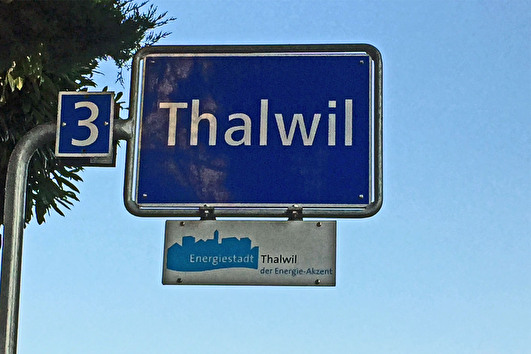 3
Thalwil
Energiestadt Thalwil
der Energie-Akzent